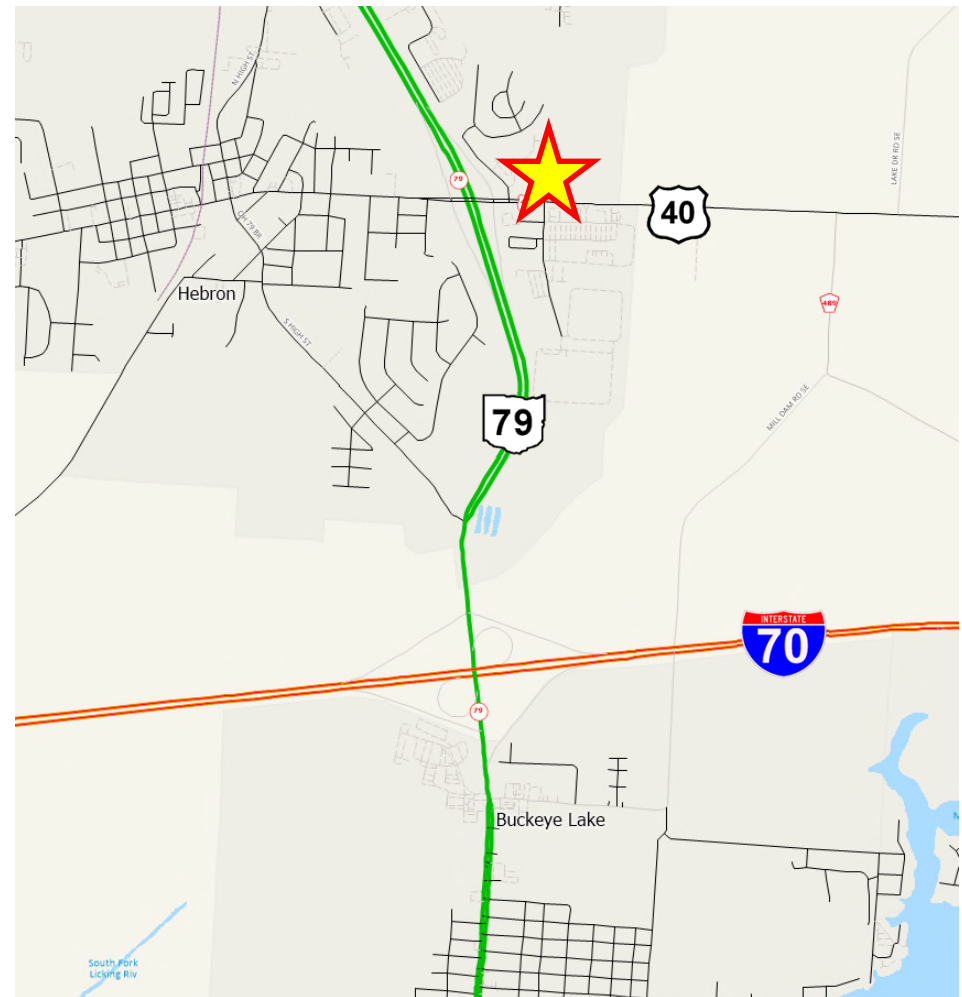 N HIGH ST
LAKE DR RD SE
79
40
OH 79 BR
Hebron
489
S HIGH ST
MILL DAM RD SE
79
INTERSTATE
70
79
Buckeye Lake
South Fork
Licking Riv